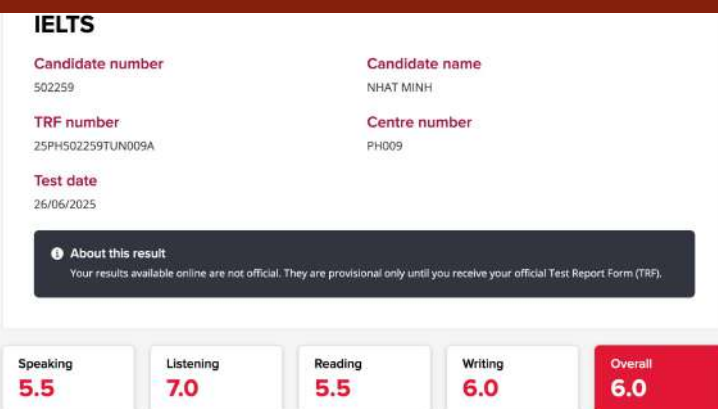 IELTS
Candidate number Candidate name
502259 NHAT MINH
TRF number Centre number
25PH502259TUN009A PH009
Test date
26/06/2025
About this result
Your results available online are not official. They are provisional only until you receive your official Test Report Form (TRF).
Speaking Listening Reading Writing Overall
5.5 7.0 5.5 6.0 6.0